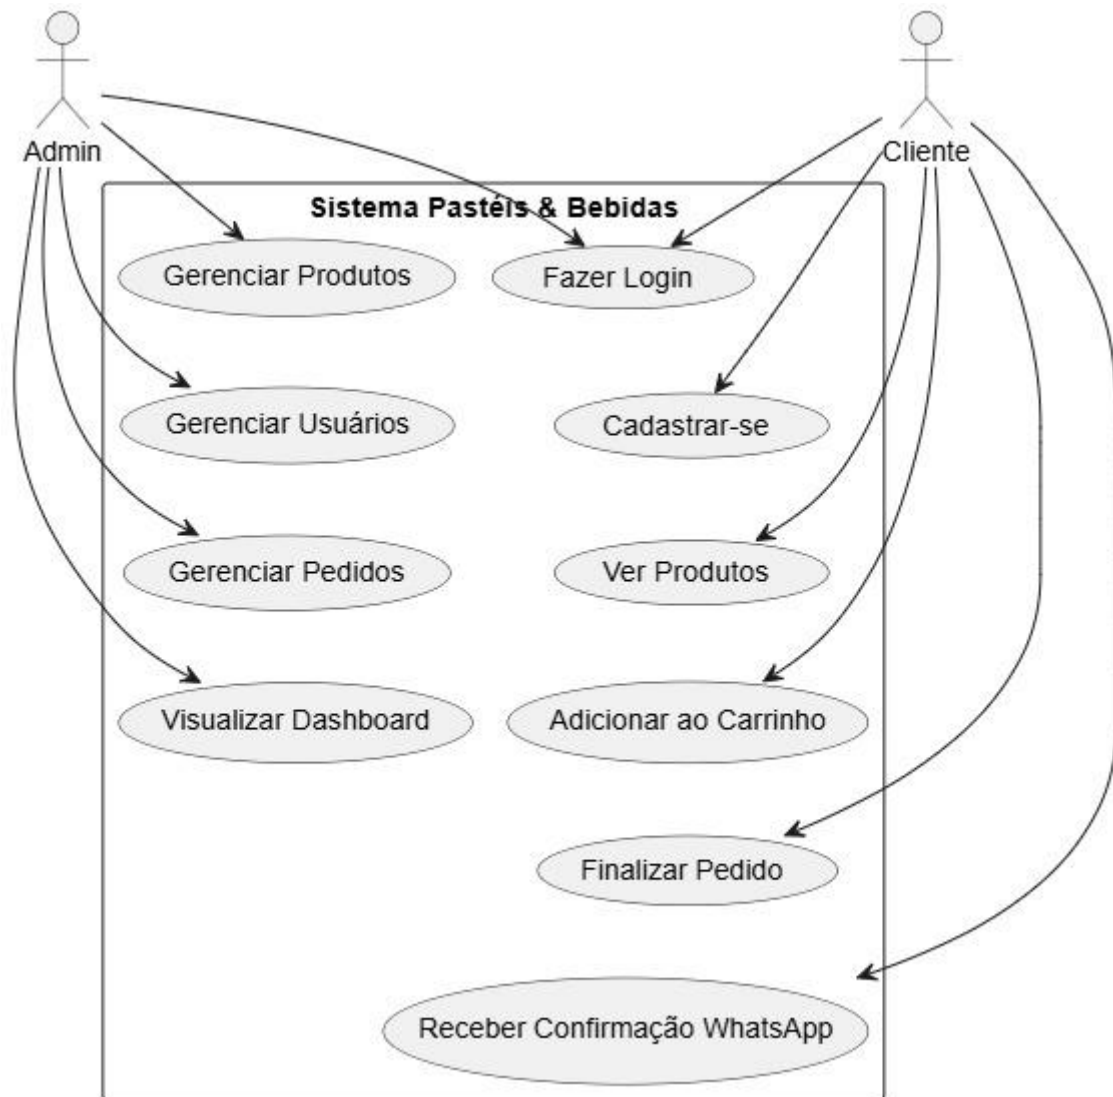 Admin
Cliente
Sistema Pastéis & Bebidas
Gerenciar Produtos
Fazer Login
Gerenciar Usuários
Cadastrar-se
Gerenciar Pedidos
Ver Produtos
Visualizar Dashboard
Adicionar ao Carrinho
Finalizar Pedido
Receber Confirmação WhatsApp